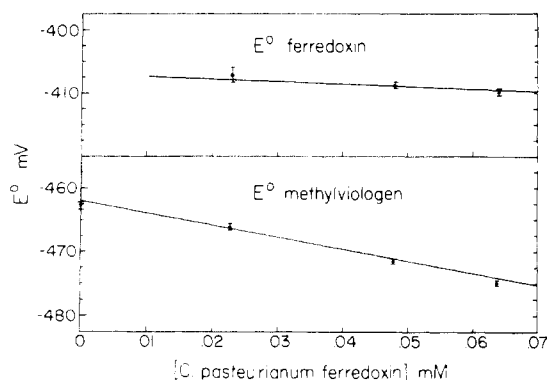 -400
E° ferredoxin
-410
E° mV
-460
E° methylviologen
-470
-480
0 .01 .02 .03 .04 .05 .06 .07
[C. pasteurianum ferredoxin] mM